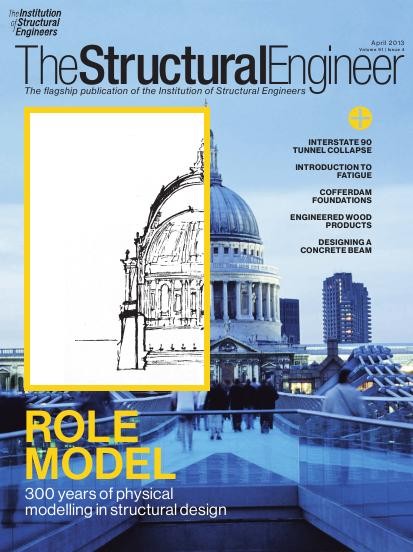 The Institution
of Structural
Engineers
April 2013
Volume 91 | Issue 4
TheStructuralEngineer
The flagship publication of the Institution of Structural Engineers
INTERSTATE 90
TUNNEL COLLAPSE
INTRODUCTION TO
FATIGUE
COFFERDAM
FOUNDATIONS
ENGINEERED WOOD
PRODUCTS
DESIGNING A
CONCRETE BEAM
ROLE
MODEL
300 years of physical
modelling in structural design